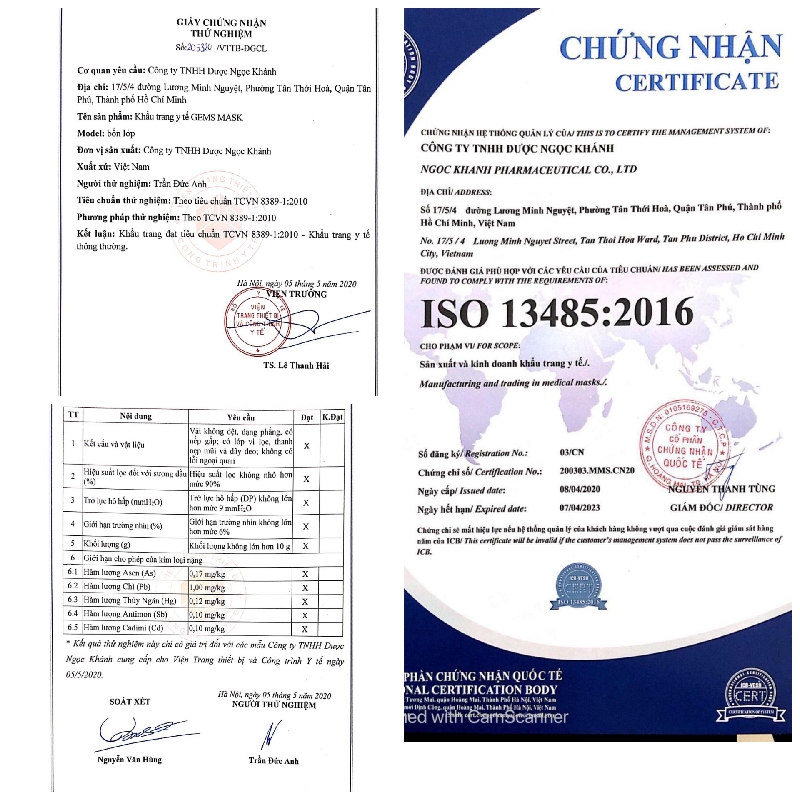 GIẤY CHỨNG NHẬN
THỬ NGHIỆM
/VTTB-ĐGCL
Cơ quan yêu cầu: Công ty TNHH Dược Ngọc Khánh
Địa chỉ: 17/5/4 đường Lương Minh Nguyệt, Phường Tân Thới Hoà, Quận Tân
Phú, Thành phố Hồ Chí Minh
Tên sản phẩm: Khẩu trang y tế GEMS MASK
Model: bốn lớp
Đơn vị sản xuất: Công ty TNHH Dược Ngọc Khánh
Xuất xứ: Việt Nam
Người thử nghiệm: Trần Đức Anh
Tiêu chuẩn thử nghiệm: Theo tiêu chuẩn TCVN 8389-1:2010
Phương pháp thử nghiệm: Theo TCVN 8389-1:2010
Kết luận: Khẩu trang đạt tiêu chuẩn TCVN 8389-1:2010 - Khẩu trang y tế
thông thường.
Hà Nội, ngày 05 tháng 5 năm 2020
VIỆN TRƯỞNG
VIỆN
TRANG THIẾT BỊ
VÀ CÔNG TRÌNH
Y TẾ
TS. Lê Thanh Hải
TT Nội dung Yêu cầu Đạt K.Đạt
1 Kết cấu và vật liệu Vải không dệt, dạng phẳng, có
nếp gấp; có lớp vi lọc, thanh
nẹp mũi và dây đeo; không có
lỗi ngoại quan X
2 Hiệu suất lọc đối với sương dầu
(%) Hiệu suất lọc không nhỏ hơn
mức 90% X
3 Trở lực hô hấp (mmH₂O) Trở lực hô hấp (DP) không lớn
hơn mức 9 mmH₂O X
4 Giới hạn trường nhìn (%) Giới hạn trường nhìn không lớn
hơn mức 6% X
5 Khối lượng (g) Khối lượng không lớn hơn 10 g X
6 Giới hạn cho phép của kim loại nặng
6.1 Hàm lượng Asen (As) 0,17 mg/kg X
6.2 Hàm lượng Chì (Pb) 1,00 mg/kg X
6.3 Hàm lượng Thủy Ngân (Hg) 0,12 mg/kg X
6.4 Hàm lượng Antimon (Sb) 0,10 mg/kg X
6.5 Hàm lượng Cadimi (Cd) 0,10 mg/kg X
* Kết quả thử nghiệm này chỉ có giá trị đối với các mẫu Công ty TNHH Dược
Ngọc Khánh cung cấp cho Viện Trang thiết bị và Công trình Y tế ngày
05/5/2020.
Hà Nội, ngày 05 tháng 5 năm 2020
SOÁT XÉT NGƯỜI THỬ NGHIỆM
Nguyễn Văn Hùng Trần Đức Anh
CHỨNG NHẬN
CERTIFICATE
CHỨNG NHẬN HỆ THỐNG QUẢN LÝ CỦA/ THIS IS TO CERTIFY THE MANAGEMENT SYSTEM OF:
CÔNG TY TNHH DƯỢC NGỌC KHÁNH
NGOC KHANH PHARMACEUTICAL CO., LTD
ĐỊA CHỈ/ ADDRESS:
Số 17/5/4 đường Lương Minh Nguyệt, Phường Tân Thới Hoà, Quận Tân Phú, Thành phố
Hồ Chí Minh, Việt Nam
No. 17/5 / 4 Luong Minh Nguyet Street, Tan Thoi Hoa Ward, Tan Phu District, Ho Chi Minh
City, Vietnam
ĐƯỢC ĐÁNH GIÁ PHÙ HỢP VỚI CÁC YÊU CẦU CỦA TIÊU CHUẨN/ HAS BEEN ASSESSED AND
FOUND TO COMPLY WITH THE REQUIREMENTS OF:
ISO 13485:2016
CHO PHẠM VI/ FOR SCOPE:
Sản xuất và kinh doanh khẩu trang y tế./.
Manufacturing and trading in medical masks./.
CÔNG TY
CỔ PHẦN
CHỨNG NHẬN
QUỐC TẾ
Số đăng ký/ Registration No.: 03/CN
Chứng chỉ số/ Certification No.: 200303.MMS.CN20
Ngày cấp/ Issued date: 08/04/2020 NGUYỄN THANH TÙNG
Ngày hết hạn/ Expired date: 07/04/2023 GIÁM ĐỐC/ DIRECTOR
Chứng chỉ sẽ mất hiệu lực nếu hệ thống quản lý của khách hàng không vượt qua cuộc đánh giá giám sát hàng
năm của ICB/ This certificate will be invalid if the customer's management system does not pass the surveillance of
ICB.
CERT
ISO 13485:2016
PHẦN CHỨNG NHẬN QUỐC TẾ
ONAL CERTIFICATION BODY
CERT
ned with CamScanner